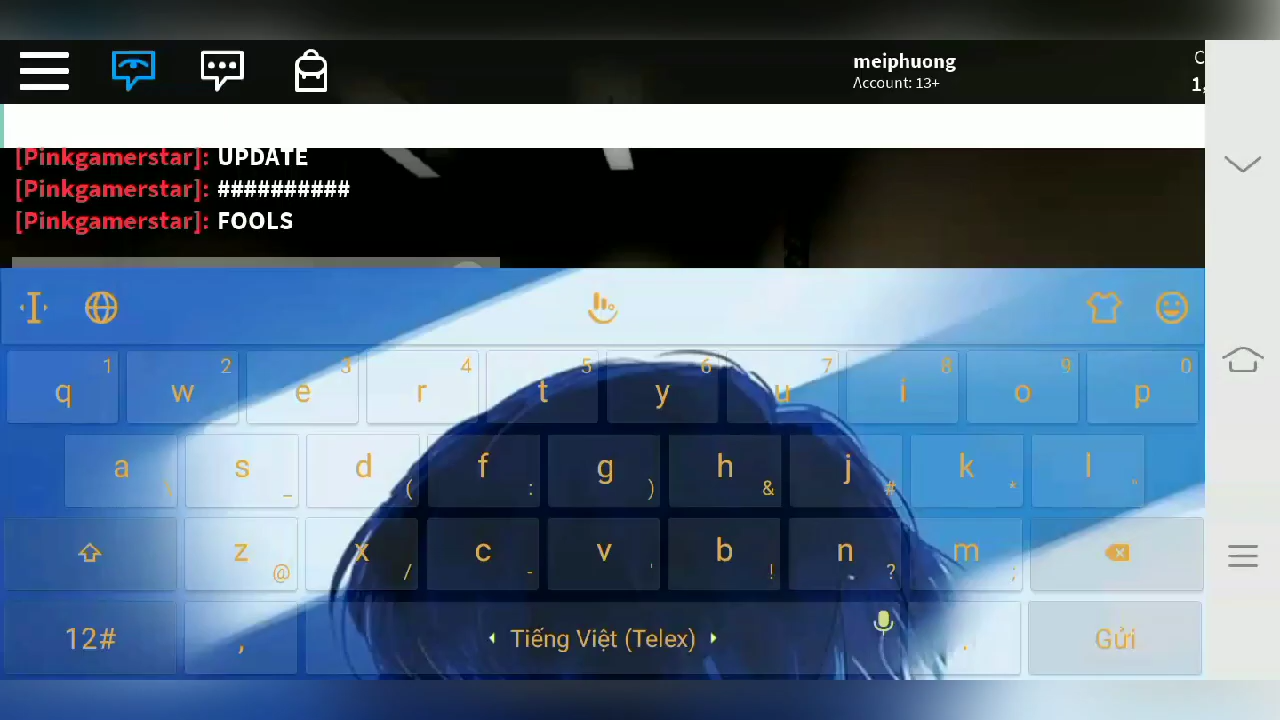 meiphuong
Account: 13+
C
1,
[Pinkgamerstar]: UPDATE
[Pinkgamerstar]: ##########
[Pinkgamerstar]: FOOLS
1 2 3 4 5 6 7 8 9 0
q w e r t y u i o p
a s d f g h j k l
\ _ ( : ) & # * "
z x c v b n m
@ / - ' ! ? ;
12# , Tiếng Việt (Telex) . Gửi